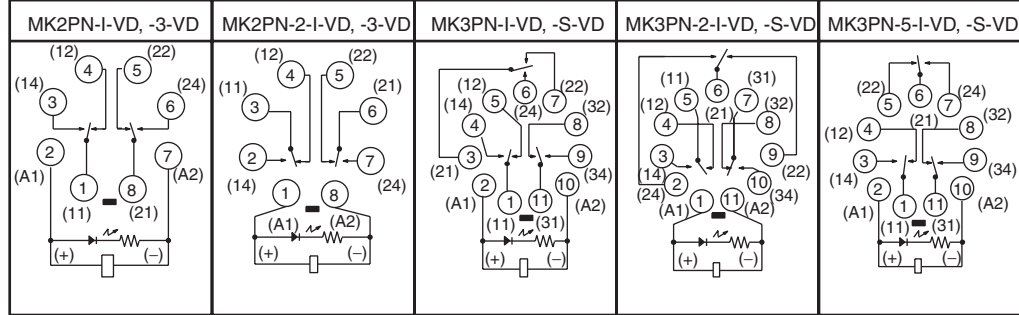 MK2PN-I-VD, -3-VD
MK2PN-2-I-VD, -3-VD
MK3PN-I-VD, -S-VD
MK3PN-2-I-VD, -S-VD
MK3PN-5-I-VD, -S-VD
(12) (22)
4 5
(14) (24)
3 6
2 7
(A1) (A2)
1 8
(11) (21)
(+) (−)
(12) (22)
4 5
(11) (21)
3 6
2 7
(14) (24)
1 8
(A1) (A2)
(+) (−)
6 7
(12) (22)
5
(14) (24) (32)
4 8
3 9
(21) (34)
2 10
(A1) 1 11 (A2)
(11) (31)
(+) (−)
(11) (31)
6
5 7
(12) (21) (32)
4 8
3 9
(14) (22)
(24) 2 10 (34)
(A1) 1 11 (A2)
(+) (−)
(22) (24)
5 6 7
(12) (21) (32)
4 8
3 9
(14) (34)
2 10
(A1) 1 11 (A2)
(11) (31)
(+) (−)